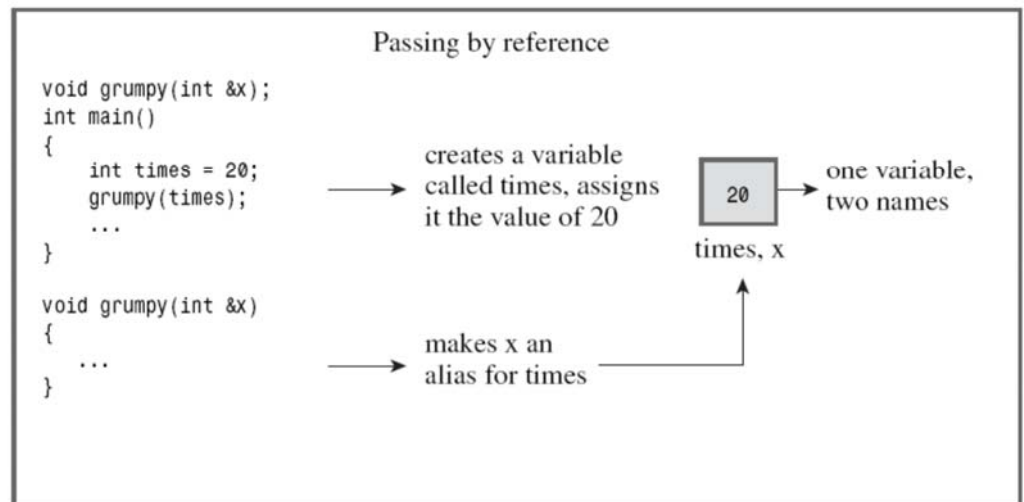 Passing by reference
void grumpy(int &x);
int main()
{
    int times = 20;
    grumpy(times);
    ...
}
creates a variable
called times, assigns
it the value of 20
20
times, x
one variable,
two names
void grumpy(int &x)
{
   ...
}
makes x an
alias for times